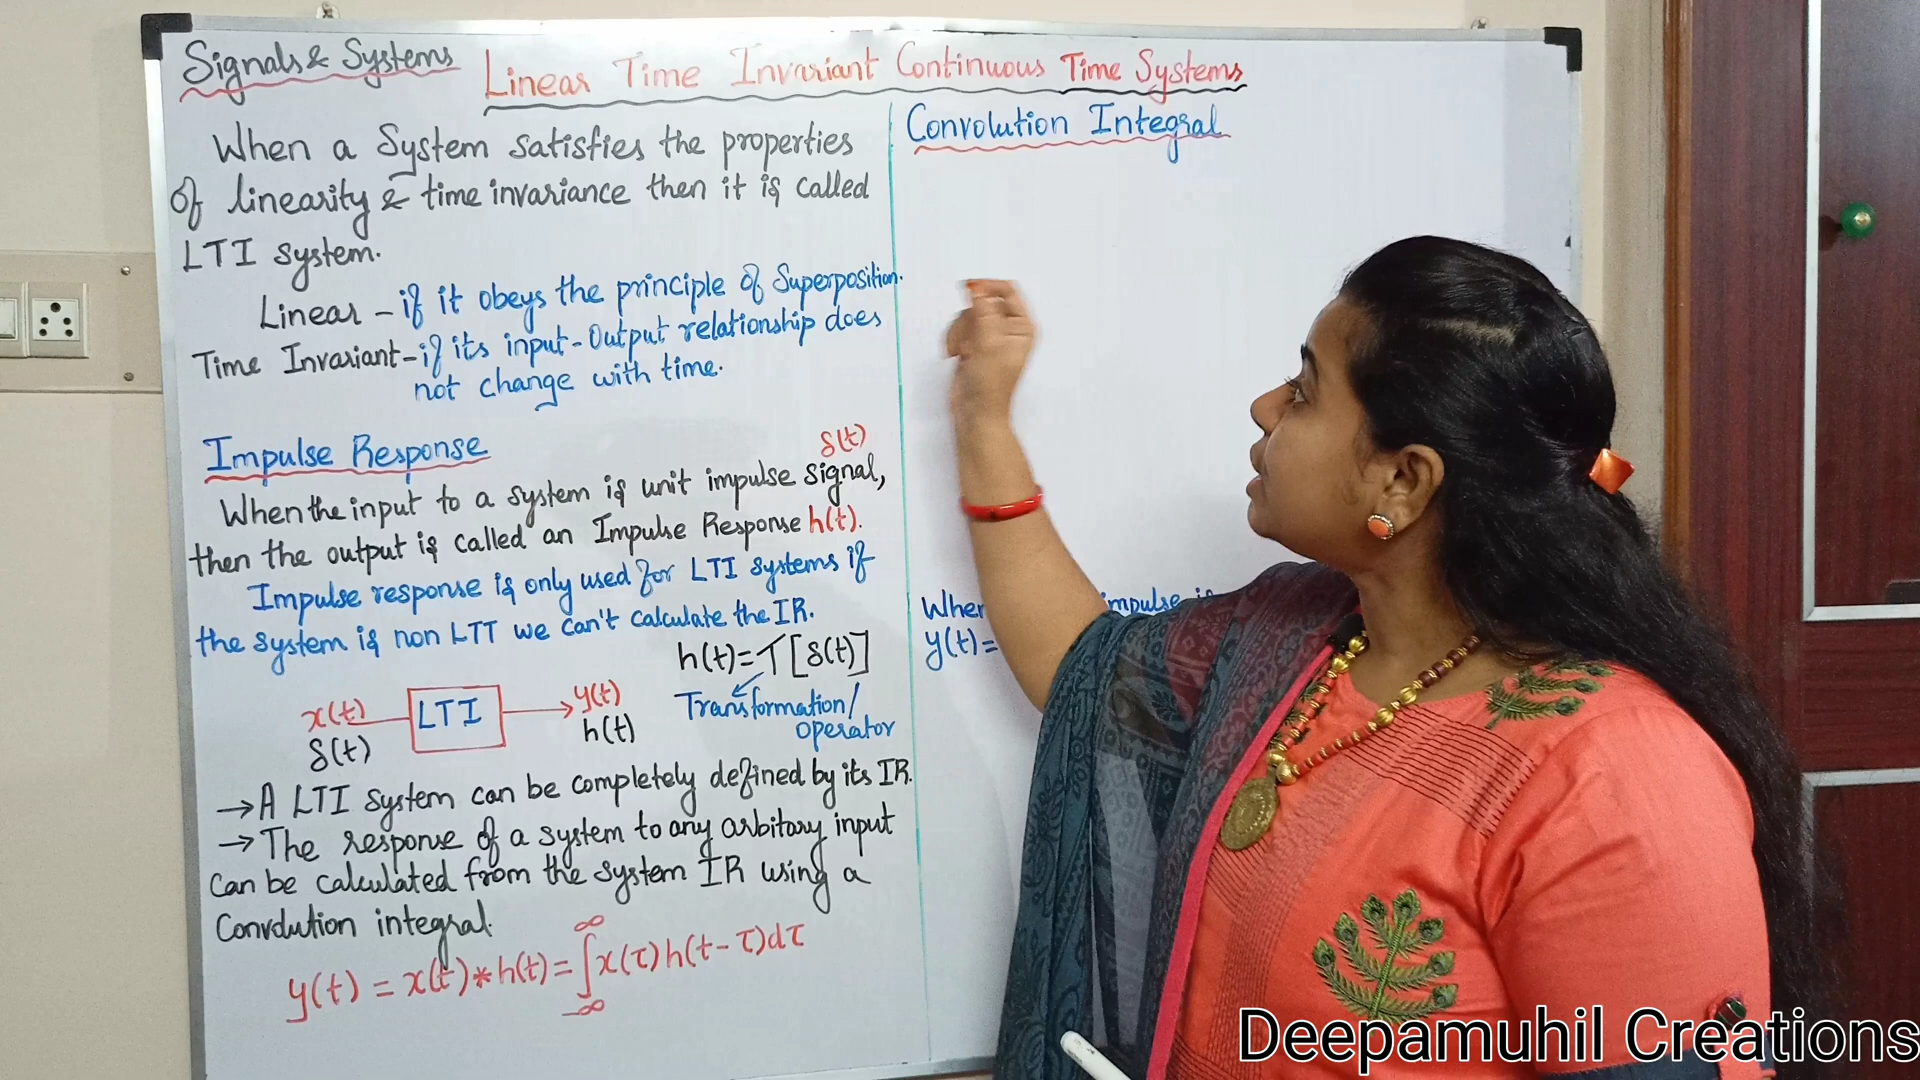 Signals & Systems
Linear Time Invariant Continuous Time Systems
When a System satisfies the properties
of linearity & time invariance then it is called
LTI system.
Linear - if it obeys the principle of Superposition.
Time Invariant - if its input - Output relationship does
not change with time.
Impulse Response
δ(t)
When the input to a system is unit impulse signal,
then the output is called an Impulse Response h(t).
Impulse response is only used for LTI systems if
the system is non LTI we can't calculate the IR.
h(t)=T[δ(t)]
Transformation/
operator
x(t) LTI y(t)
δ(t) h(t)
→ A LTI system can be completely defined by its IR.
→ The response of a system to any arbitary input
can be calculated from the system IR using a
Convolution integral.
y(t) = x(t) * h(t) = ∫_{-∞}^{∞} x(τ) h(t-τ)dτ
Convolution Integral
When impulse is
y(t)=
Deepamuhil Creations